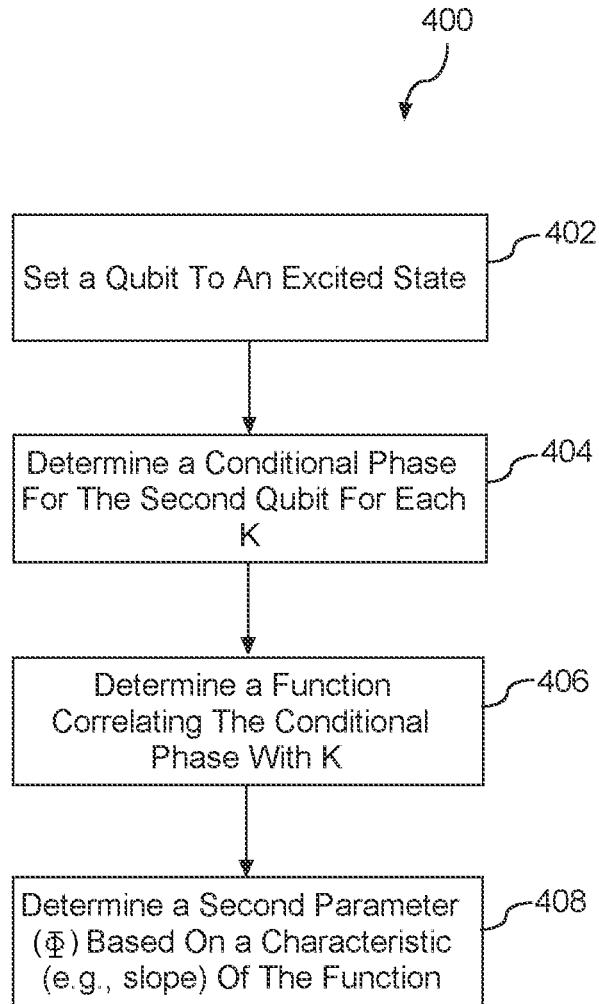 400
Set a Qubit To An Excited State
402
Determine a Conditional Phase
For The Second Qubit For Each
K
404
Determine a Function
Correlating The Conditional
Phase With K
406
Determine a Second Parameter
(Φ) Based On a Characteristic
(e.g., slope) Of The Function
408